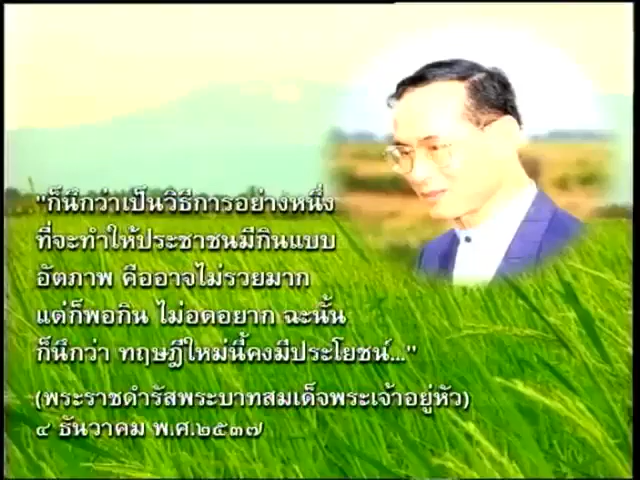 "ก็นึกว่าเป็นวิธีการอย่างหนึ่ง
ที่จะทำให้ประชาชนมีกินแบบ
อัตภาพ คืออาจไม่รวยมาก
แต่ก็พอกิน ไม่อดอยาก ฉะนั้น
ก็นึกว่า ทฤษฎีใหม่นี้คงมีประโยชน์..."
(พระราชดำรัสพระบาทสมเด็จพระเจ้าอยู่หัว)
๔ ธันวาคม พ.ศ.๒๕๓๗